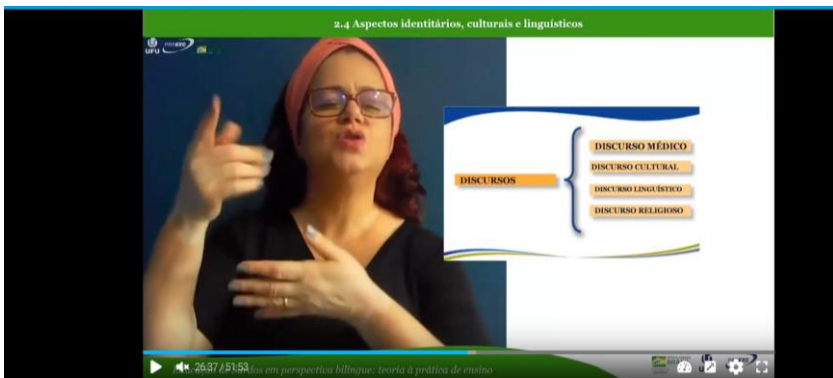 2.4 Aspectos identitários, culturais e linguísticos
UFU
DISCURSOS
DISCURSO MÉDICO
DISCURSO CULTURAL
DISCURSO LINGUÍSTICO
DISCURSO RELIGIOSO
26:37 / 51:53
em perspectiva bilíngue: teoria à prática de ensino